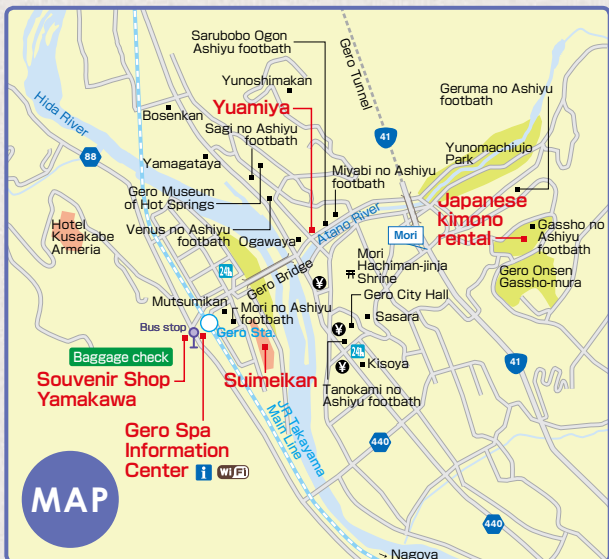 Sarubobo Ogon
Ashiyu footbath
Yunoshimakan
Gero Tunnel
Geruma no Ashiyu
footbath
Hida River
Bosenkan
Yuamiya
41
Sagi no Ashiyu
footbath
88
Yamagataya
Yunomachiujo
Park
Miyabi no Ashiyu
footbath
Gero Museum
of Hot Springs
Japanese
kimono
rental
Atano River
Hotel
Kusakabe
Armeria
Venus no Ashiyu
footbath
Ogawaya
Mori
Gassho no
Ashiyu
footbath
Mori
Hachiman-jinja
Shrine
Gero Onsen
Gassho-mura
24h
Gero Bridge
¥
Gero City Hall
Mutsumikan
Mori no Ashiyu
footbath
Sasara
Bus stop
Gero Sta.
¥
24h
Baggage check
41
Souvenir Shop
Yamakawa
Suimeikan
¥
Kisoya
Tanokami no
Ashiyu footbath
JR Takayama
Main Line
Gero Spa
Information
Center i WiFi
440
MAP
440
→ Nagoya